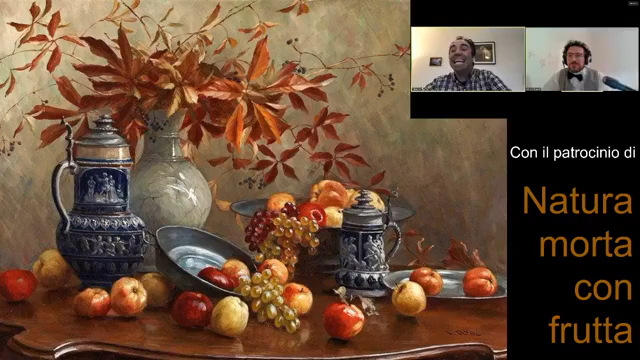 Con il patrocinio di
Natura
morta
con
frutta